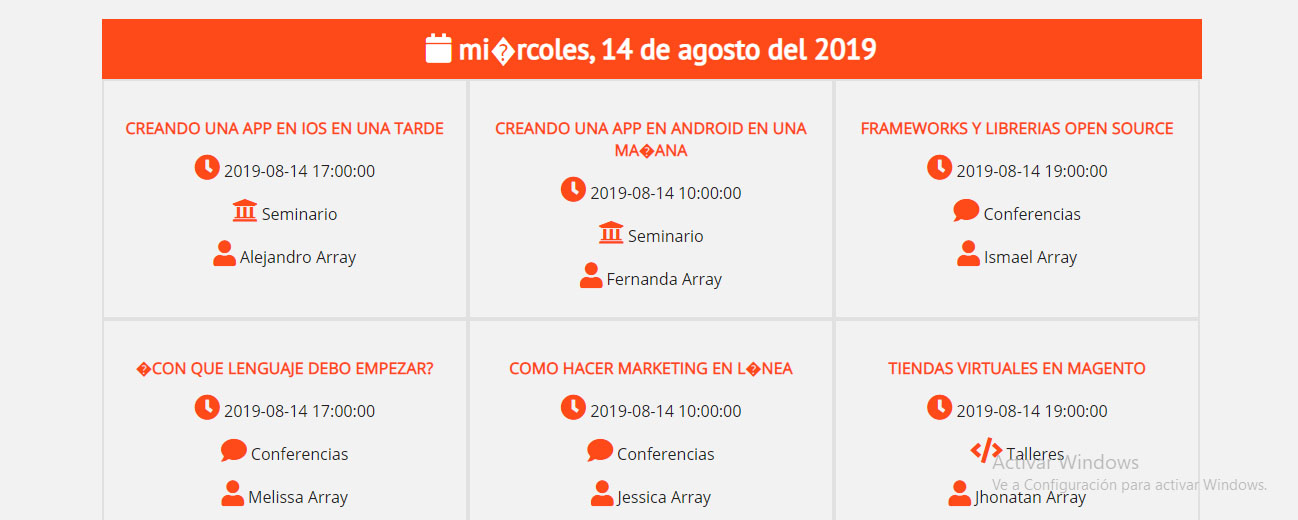 mi�rcoles, 14 de agosto del 2019
CREANDO UNA APP EN IOS EN UNA TARDE
2019-08-14 17:00:00
Seminario
Alejandro Array
CREANDO UNA APP EN ANDROID EN UNA
MA�ANA
2019-08-14 10:00:00
Seminario
Fernanda Array
FRAMEWORKS Y LIBRERIAS OPEN SOURCE
2019-08-14 19:00:00
Conferencias
Ismael Array
�CON QUE LENGUAJE DEBO EMPEZAR?
2019-08-14 17:00:00
Conferencias
Melissa Array
COMO HACER MARKETING EN L�NEA
2019-08-14 10:00:00
Conferencias
Jessica Array
TIENDAS VIRTUALES EN MAGENTO
2019-08-14 19:00:00
Talleres
Jhonatan Array
Activar Windows
Ve a Configuración para activar Windows.